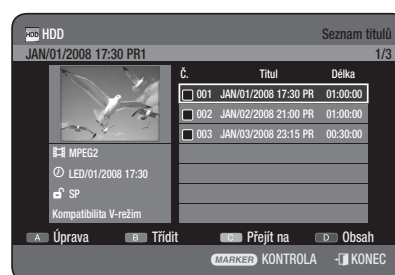 HDD HDD Seznam titulů
JAN/01/2008 17:30 PR1 1/3
Č. Titul Délka
001 JAN/01/2008 17:30 PR 01:00:00
002 JAN/02/2008 21:00 PR 01:00:00
003 JAN/03/2008 23:15 PR 00:30:00
MPEG2
LED/01/2008 17:30
SP
Kompatibilita V-režim
A Úprava B Třídit C Přejít na D Obsah
MARKER KONTROLA KONEC